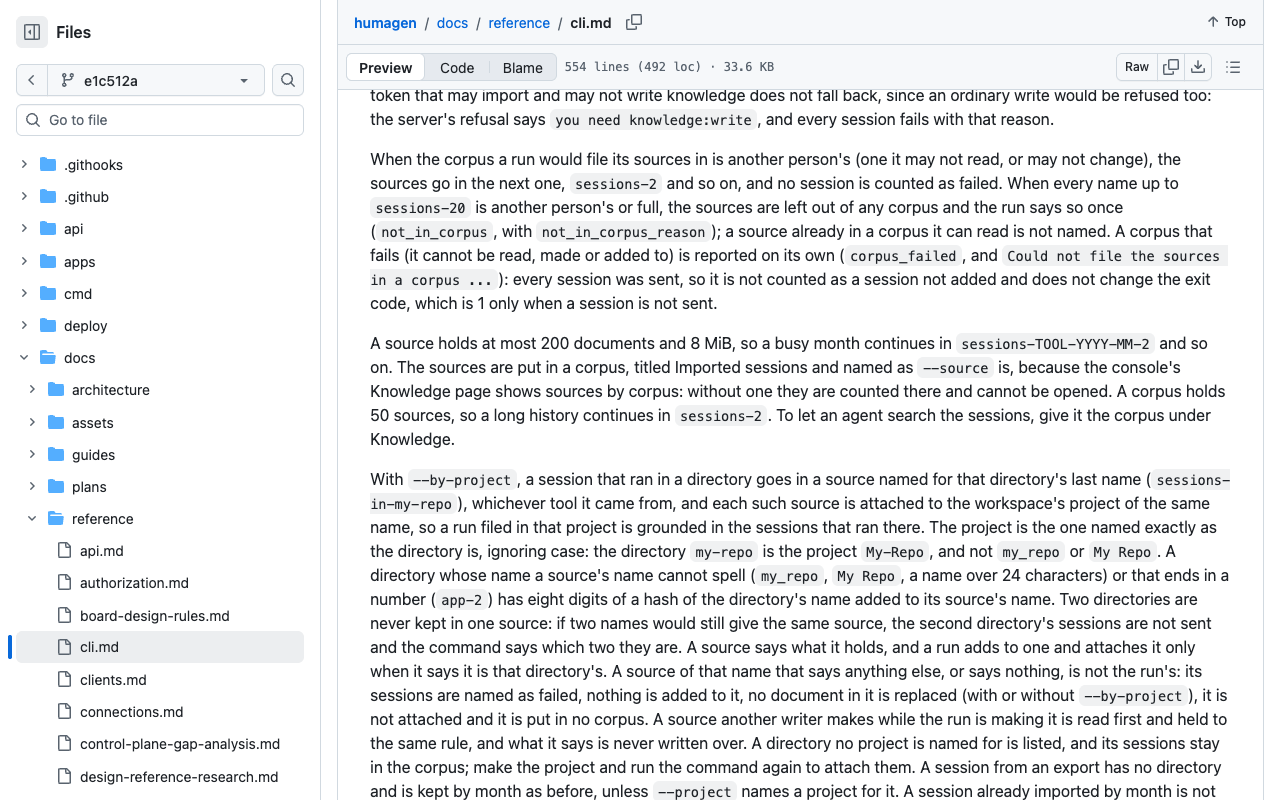 Files
humagen / docs / reference / cli.md
Top
e1c512a
Preview Code Blame 554 lines (492 loc) · 33.6 KB
Raw
Go to file
.githooks
.github
api
apps
cmd
deploy
docs
architecture
assets
guides
plans
reference
api.md
authorization.md
board-design-rules.md
cli.md
clients.md
connections.md
control-plane-gap-analysis.md
design-reference-research.md
token that may import and may not write knowledge does not fall back, since an ordinary write would be refused too:
the server's refusal says you need knowledge:write, and every session fails with that reason.
When the corpus a run would file its sources in is another person's (one it may not read, or may not change), the
sources go in the next one, sessions-2 and so on, and no session is counted as failed. When every name up to
sessions-20 is another person's or full, the sources are left out of any corpus and the run says so once
(not_in_corpus, with not_in_corpus_reason); a source already in a corpus it can read is not named. A corpus that
fails (it cannot be read, made or added to) is reported on its own (corpus_failed, and Could not file the sources
in a corpus ...): every session was sent, so it is not counted as a session not added and does not change the exit
code, which is 1 only when a session is not sent.
A source holds at most 200 documents and 8 MiB, so a busy month continues in sessions-TOOL-YYYY-MM-2 and so
on. The sources are put in a corpus, titled Imported sessions and named as --source is, because the console's
Knowledge page shows sources by corpus: without one they are counted there and cannot be opened. A corpus holds
50 sources, so a long history continues in sessions-2. To let an agent search the sessions, give it the corpus under
Knowledge.
With --by-project, a session that ran in a directory goes in a source named for that directory's last name (sessions-
in-my-repo), whichever tool it came from, and each such source is attached to the workspace's project of the same
name, so a run filed in that project is grounded in the sessions that ran there. The project is the one named exactly as
the directory is, ignoring case: the directory my-repo is the project My-Repo, and not my_repo or My Repo. A
directory whose name a source's name cannot spell (my_repo, My Repo, a name over 24 characters) or that ends in a
number (app-2) has eight digits of a hash of the directory's name added to its source's name. Two directories are
never kept in one source: if two names would still give the same source, the second directory's sessions are not sent
and the command says which two they are. A source says what it holds, and a run adds to one and attaches it only
when it says it is that directory's. A source of that name that says anything else, or says nothing, is not the run's: its
sessions are named as failed, nothing is added to it, no document in it is replaced (with or without --by-project), it is
not attached and it is put in no corpus. A source another writer makes while the run is making it is read first and held to
the same rule, and what it says is never written over. A directory no project is named for is listed, and its sessions stay
in the corpus; make the project and run the command again to attach them. A session from an export has no directory
and is kept by month as before, unless --project names a project for it. A session already imported by month is not